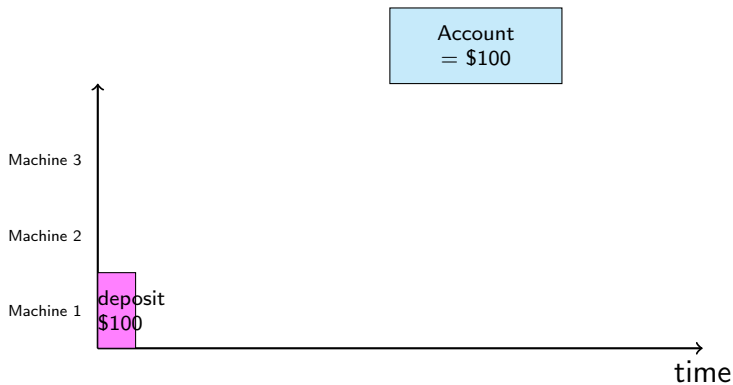 Account
= $100
Machine 3
Machine 2
Machine 1
deposit
$100
time